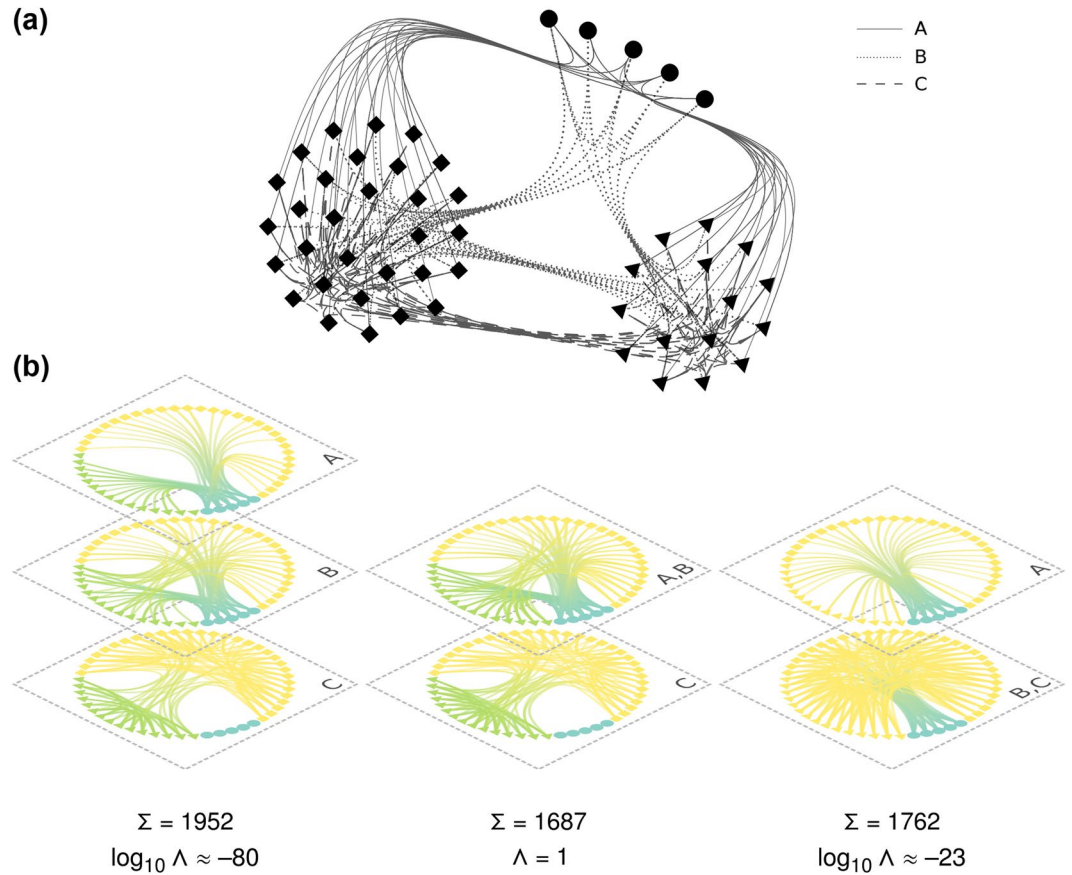 (a)
A
B
C
(b)
A
B
C
A,B
C
A
B,C
Σ = 1952
log10 Λ ≈ –80
Σ = 1687
Λ = 1
Σ = 1762
log10 Λ ≈ –23